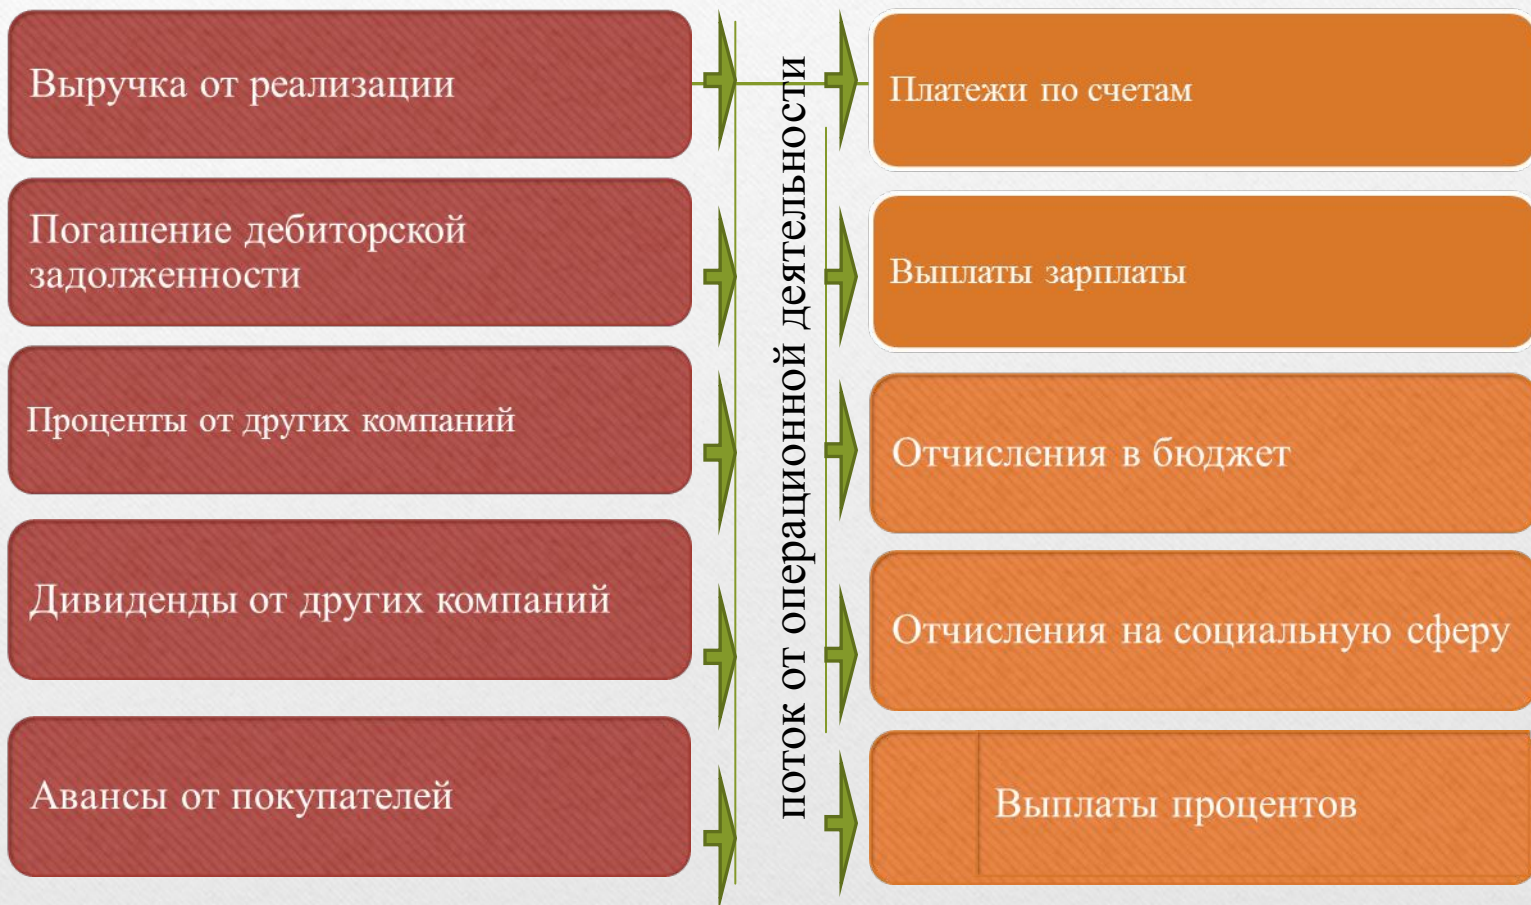 Выручка от реализации
Погашение дебиторской
задолженности
Проценты от других компаний
Дивиденды от других компаний
Авансы от покупателей
поток от операционной деятельности
Платежи по счетам
Выплаты зарплаты
Отчисления в бюджет
Отчисления на социальную сферу
Выплаты процентов